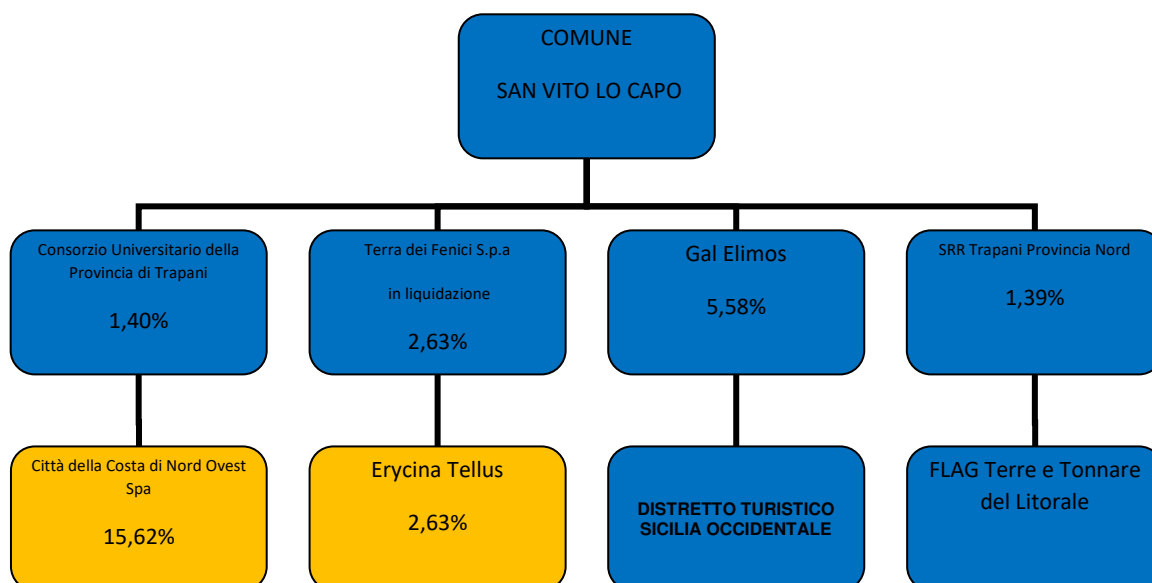 COMUNE
SAN VITO LO CAPO
Consorzio Universitario della
Provincia di Trapani
1,40%
Terra dei Fenici S.p.a
in liquidazione
2,63%
Gal Elimos
5,58%
SRR Trapani Provincia Nord
1,39%
Città della Costa di Nord Ovest
Spa
15,62%
Erycina Tellus
2,63%
DISTRETTO TURISTICO
SICILIA OCCIDENTALE
FLAG Terre e Tonnare
del Litorale